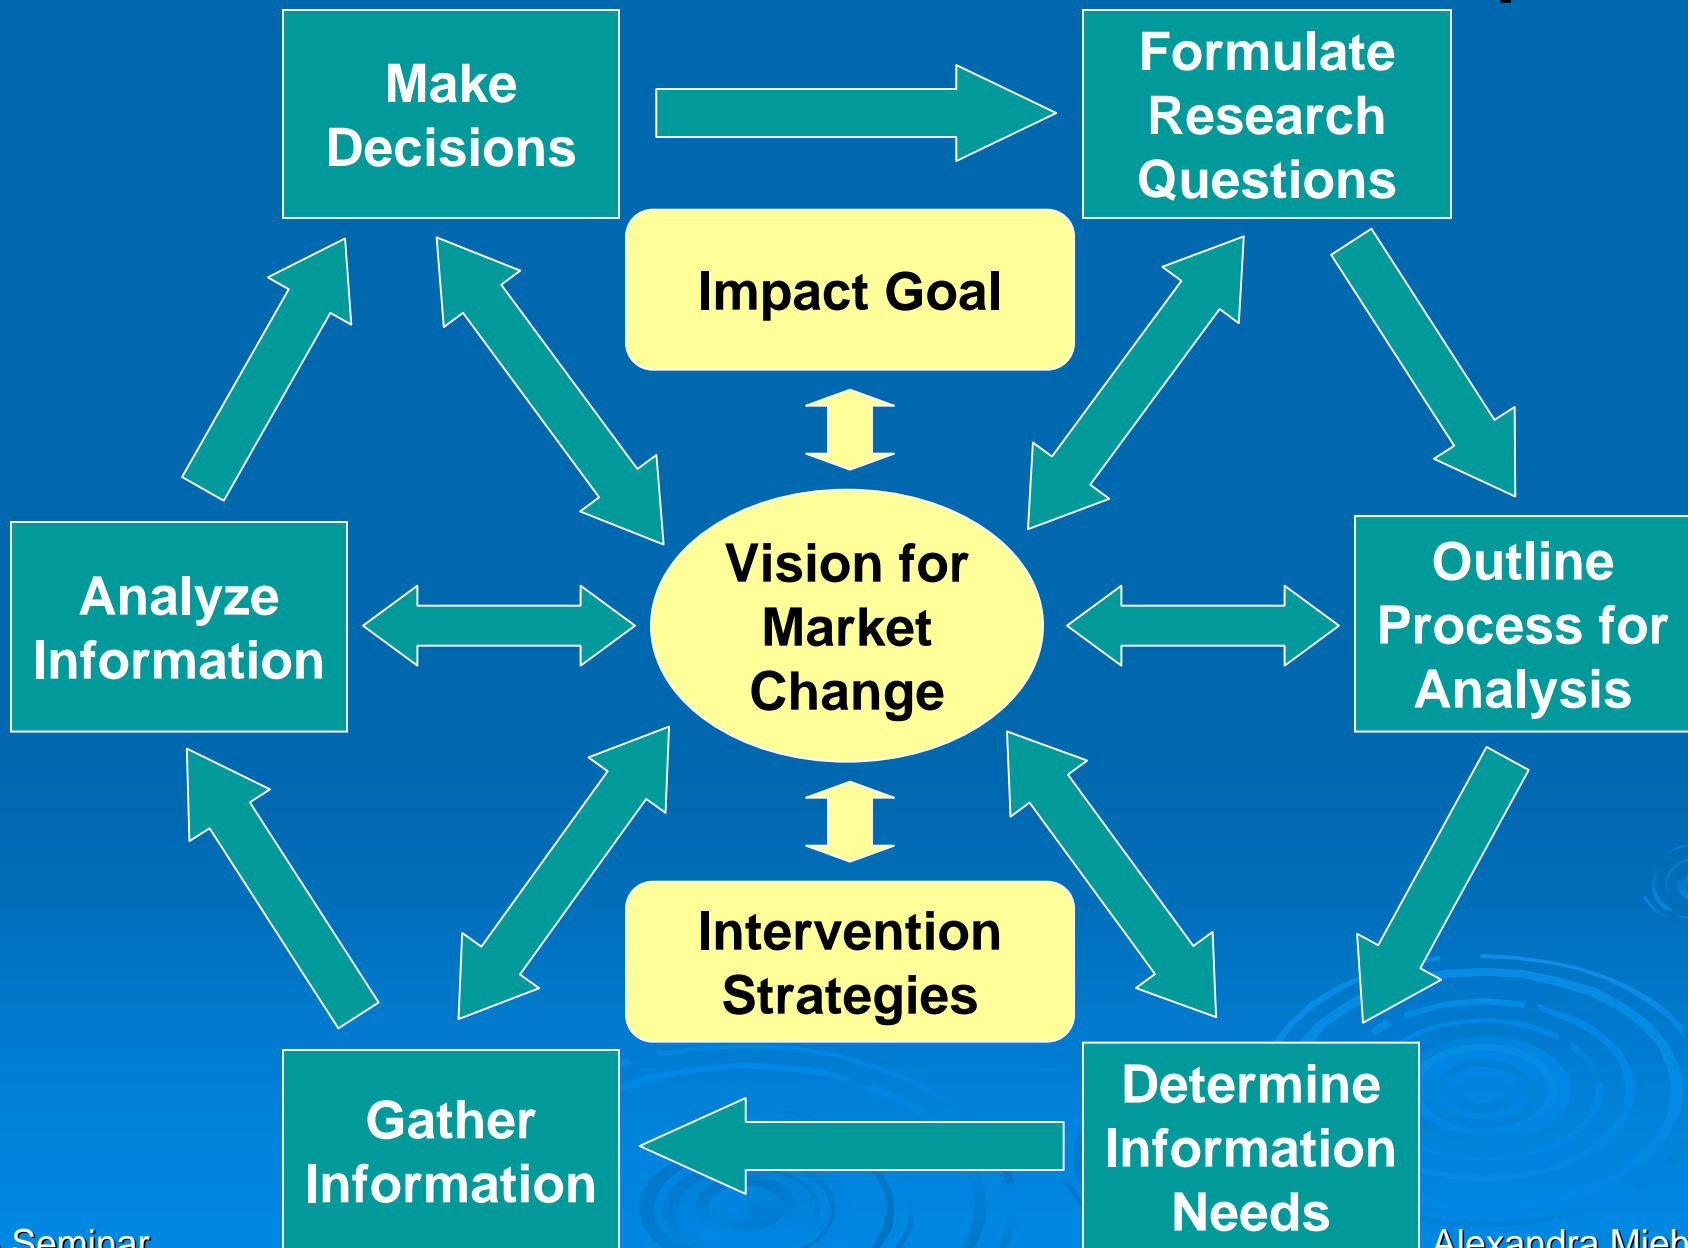 Make
Decisions
Formulate
Research
Questions
Impact Goal
Analyze
Information
Vision for
Market
Change
Outline
Process for
Analysis
Intervention
Strategies
Gather
Information
Determine
Information
Needs
Seminar
Alexandra